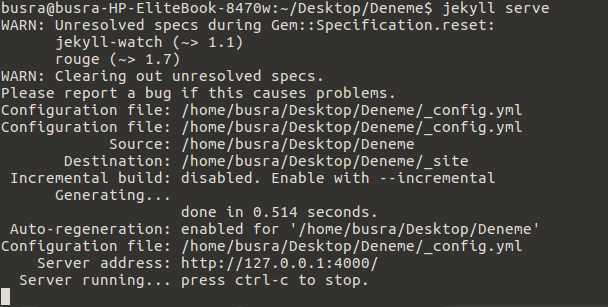 busra@busra-HP-EliteBook-8470w:~/Desktop/Deneme$ jekyll serve
WARN: Unresolved specs during Gem::Specification.reset:
      jekyll-watch (~> 1.1)
      rouge (~> 1.7)
WARN: Clearing out unresolved specs.
Please report a bug if this causes problems.
Configuration file: /home/busra/Desktop/Deneme/_config.yml
Configuration file: /home/busra/Desktop/Deneme/_config.yml
            Source: /home/busra/Desktop/Deneme
       Destination: /home/busra/Desktop/Deneme/_site
 Incremental build: disabled. Enable with --incremental
      Generating...
                    done in 0.514 seconds.
 Auto-regeneration: enabled for '/home/busra/Desktop/Deneme'
Configuration file: /home/busra/Desktop/Deneme/_config.yml
    Server address: http://127.0.0.1:4000/
  Server running... press ctrl-c to stop.